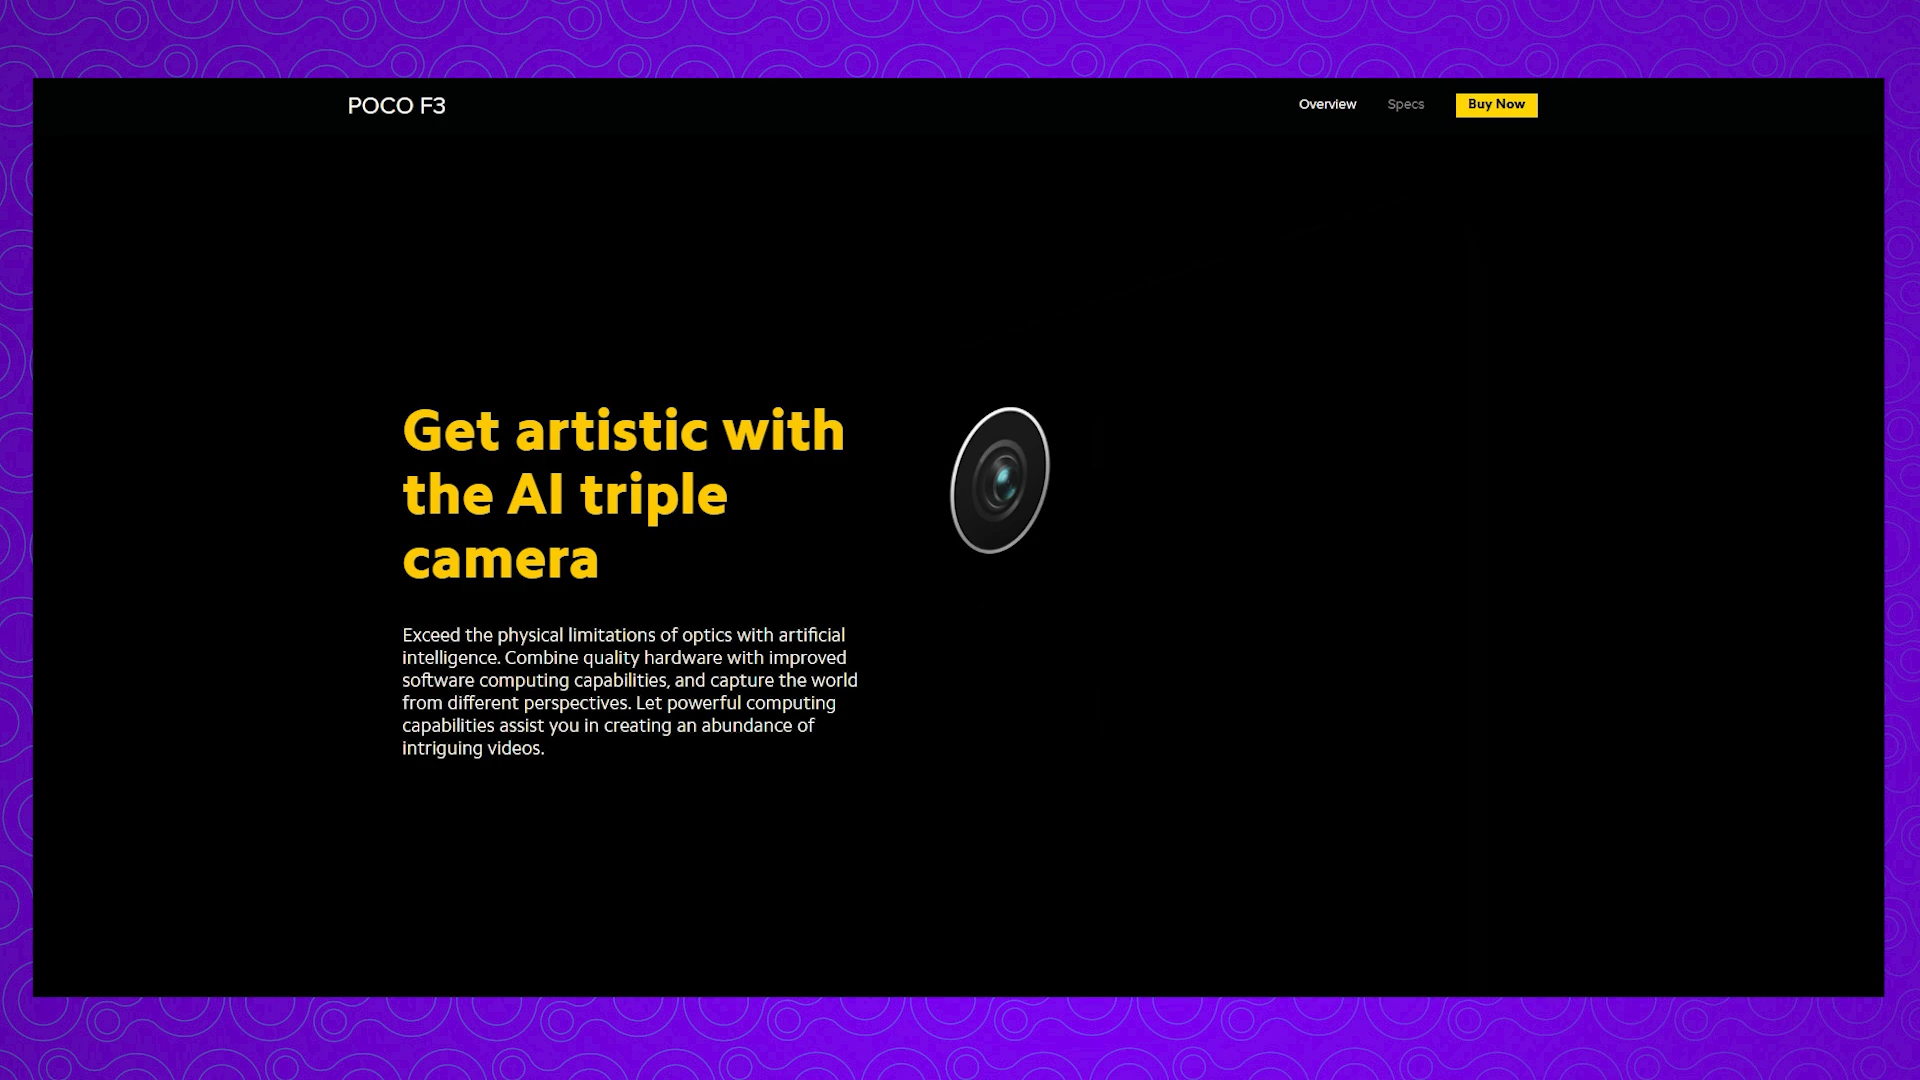 POCO F3
Overview
Specs
Buy Now
Get artistic with
the AI triple
camera
Exceed the physical limitations of optics with artificial
intelligence. Combine quality hardware with improved
software computing capabilities, and capture the world
from different perspectives. Let powerful computing
capabilities assist you in creating an abundance of
intriguing videos.